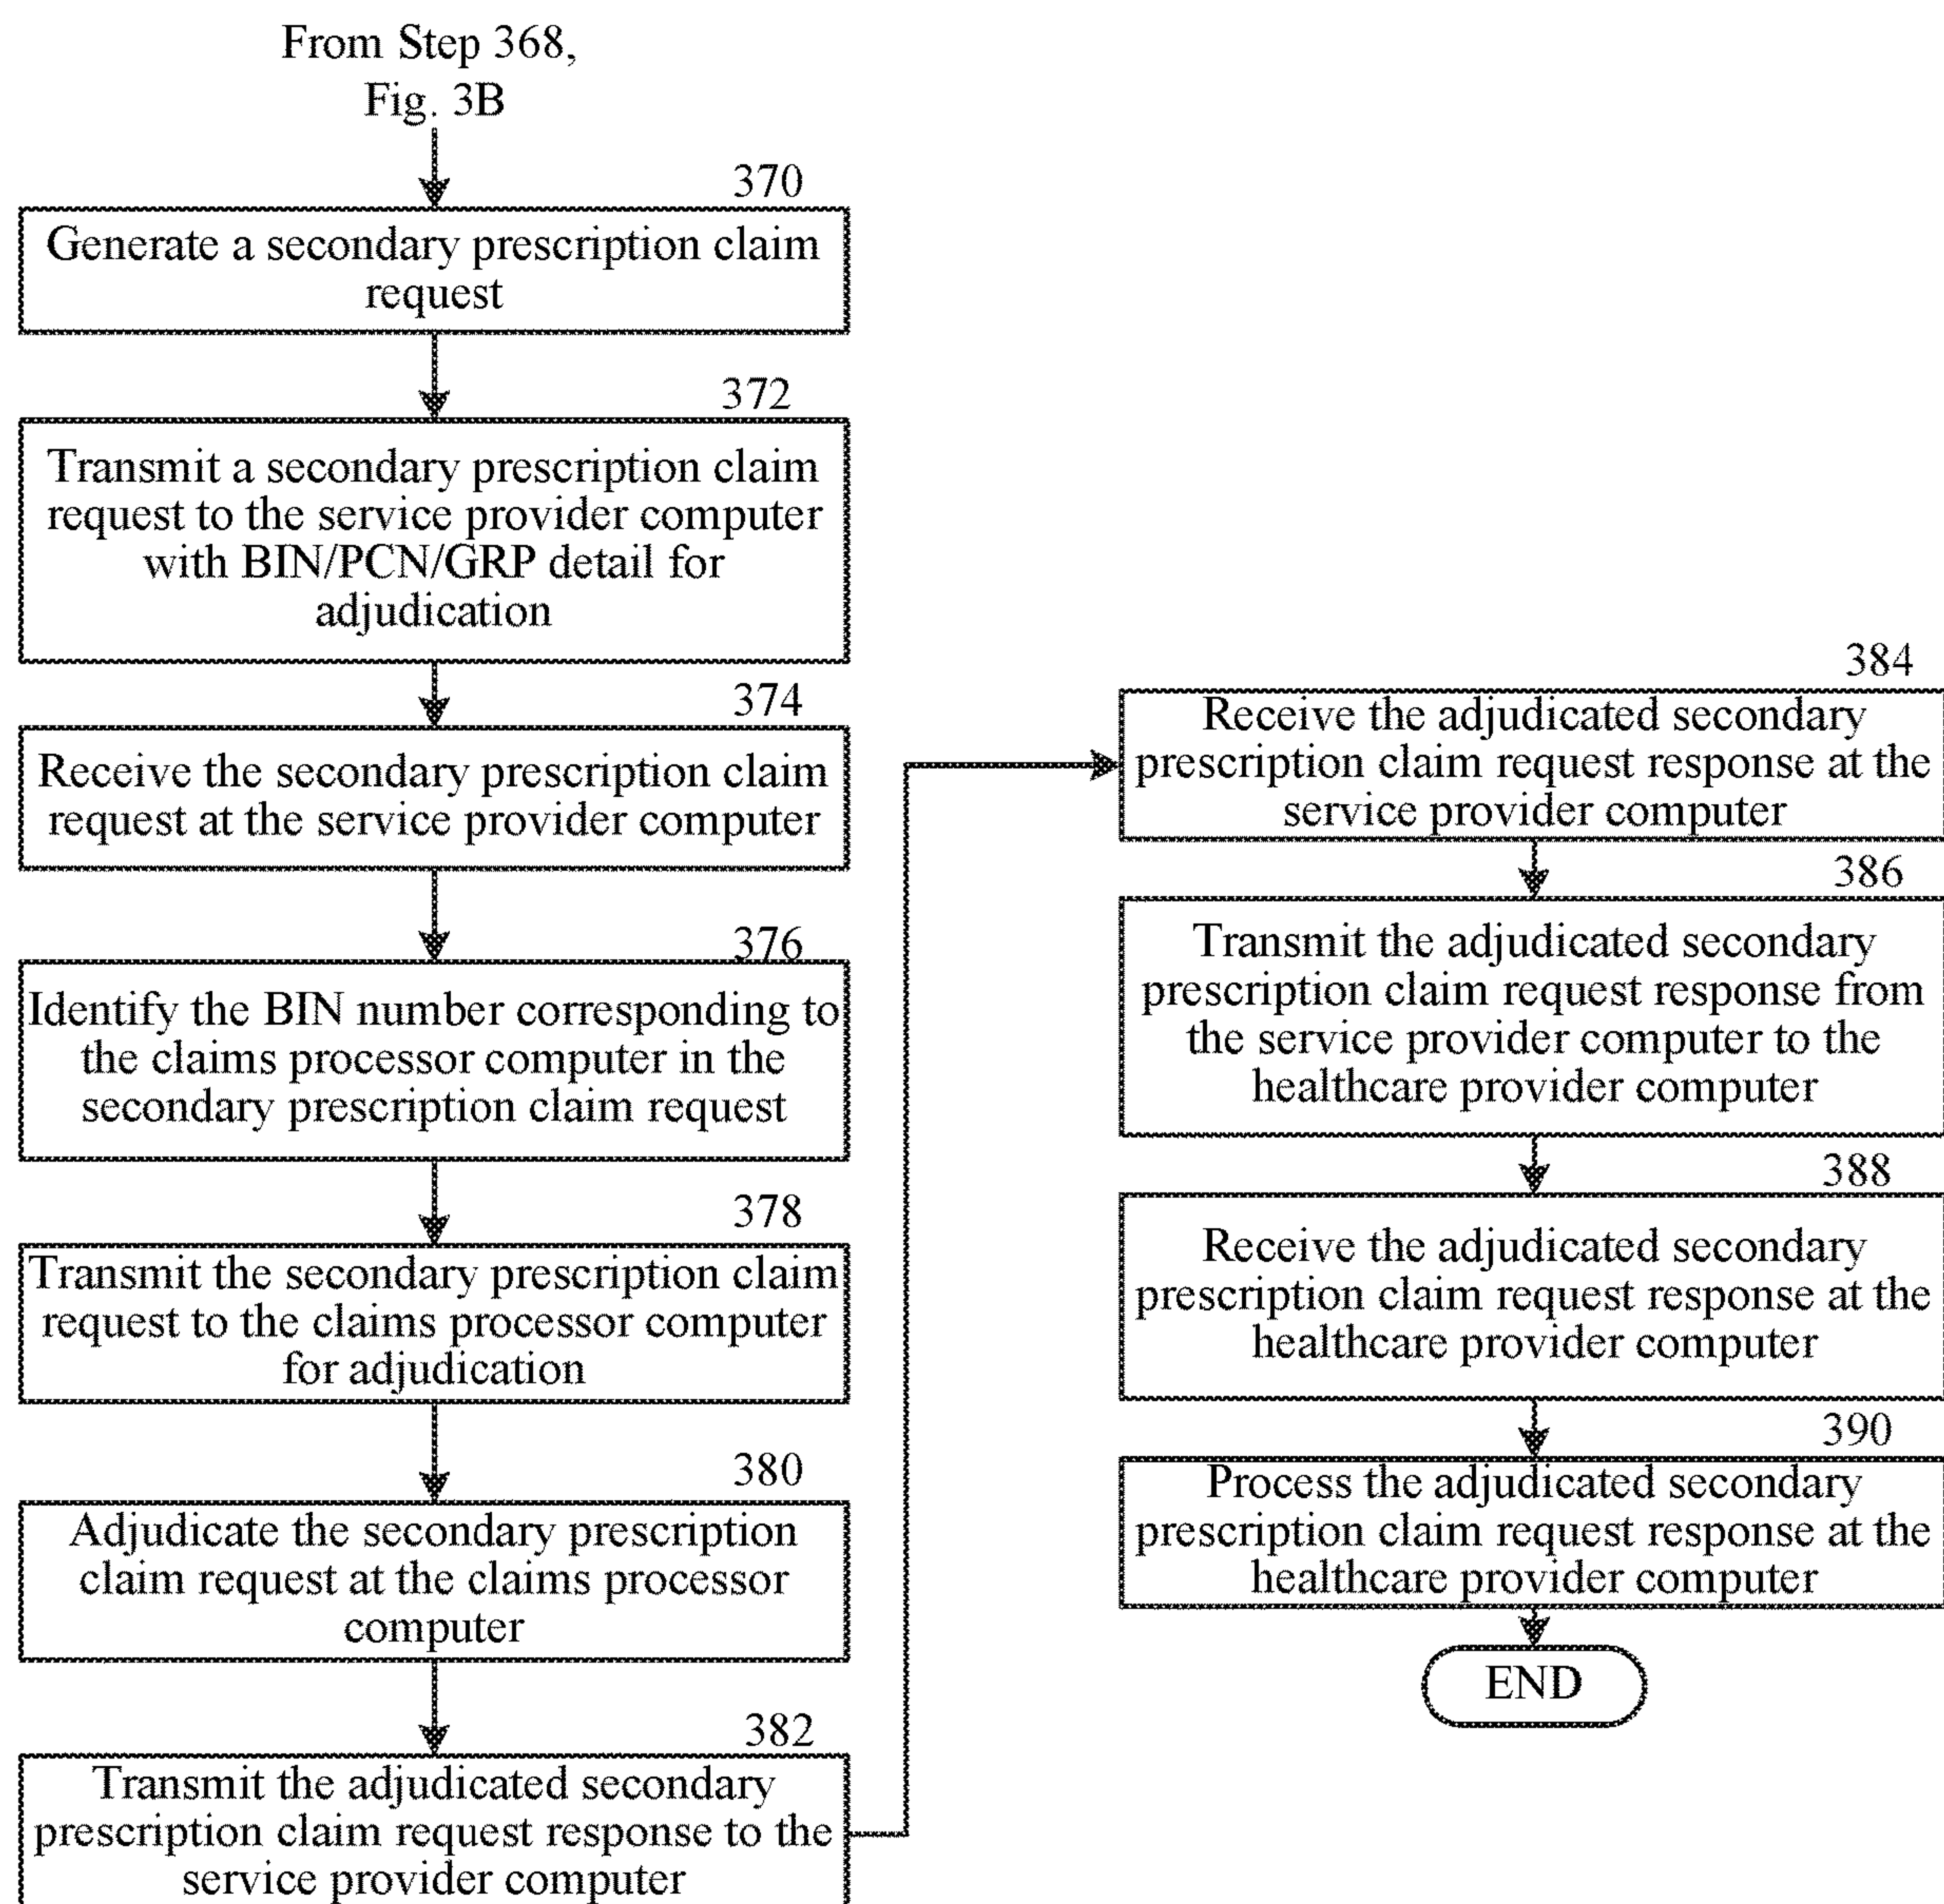 From Step 368,
Fig. 3B
370
Generate a secondary prescription claim
request
372
Transmit a secondary prescription claim
request to the service provider computer
with BIN/PCN/GRP detail for
adjudication
374
Receive the secondary prescription claim
request at the service provider computer
376
Identify the BIN number corresponding to
the claims processor computer in the
secondary prescription claim request
378
Transmit the secondary prescription claim
request to the claims processor computer
for adjudication
380
Adjudicate the secondary prescription
claim request at the claims processor
computer
382
Transmit the adjudicated secondary
prescription claim request response to the
service provider computer
384
Receive the adjudicated secondary
prescription claim request response at the
service provider computer
386
Transmit the adjudicated secondary
prescription claim request response from
the service provider computer to the
healthcare provider computer
388
Receive the adjudicated secondary
prescription claim request response at the
healthcare provider computer
390
Process the adjudicated secondary
prescription claim request response at the
healthcare provider computer
END